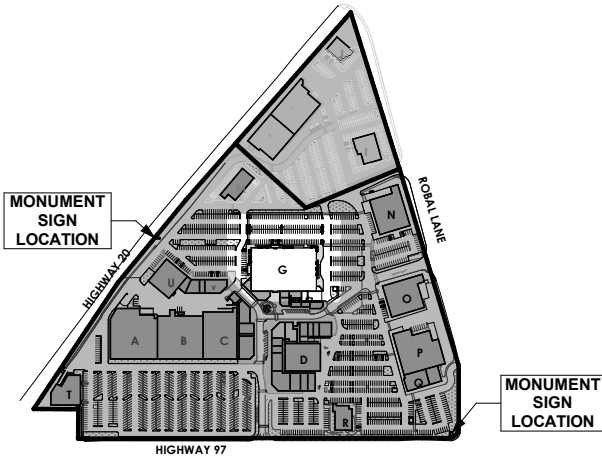 MONUMENT
SIGN
LOCATION
ROBAL LANE
HIGHWAY 20
N
G
U
V
O
A
B
C
D
P
Q
T
R
MONUMENT
SIGN
LOCATION
HIGHWAY 97